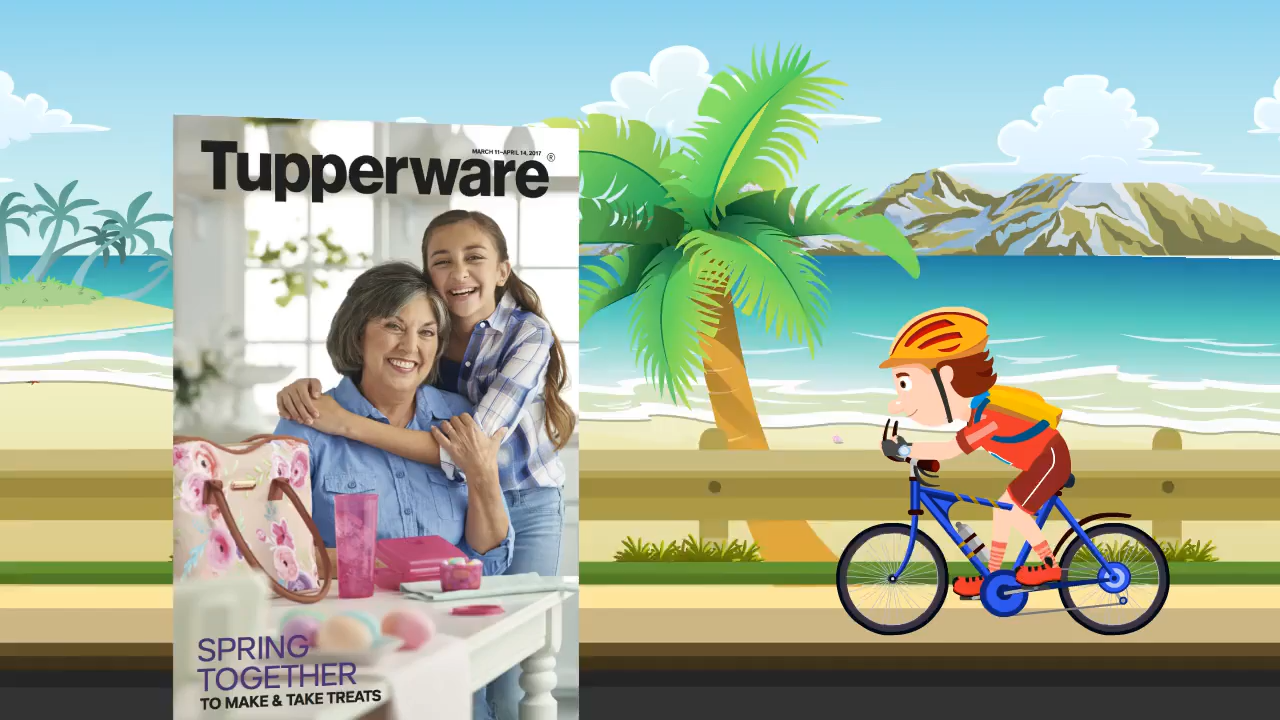 MARCH 11–APRIL 14, 2017
Tupperware®
SPRING
TOGETHER
TO MAKE & TAKE TREATS